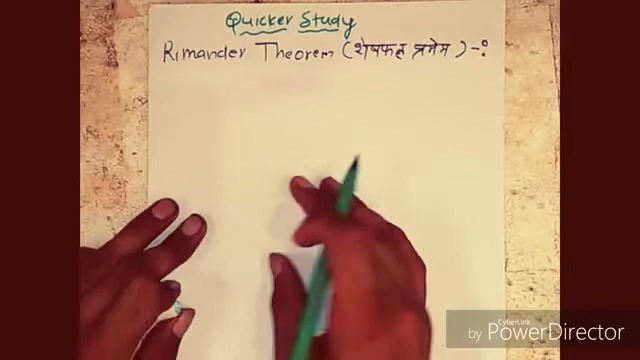 Quicker Study
Rimander Theorem (शेषफल प्रमेय) -:
by CyberLink PowerDirector